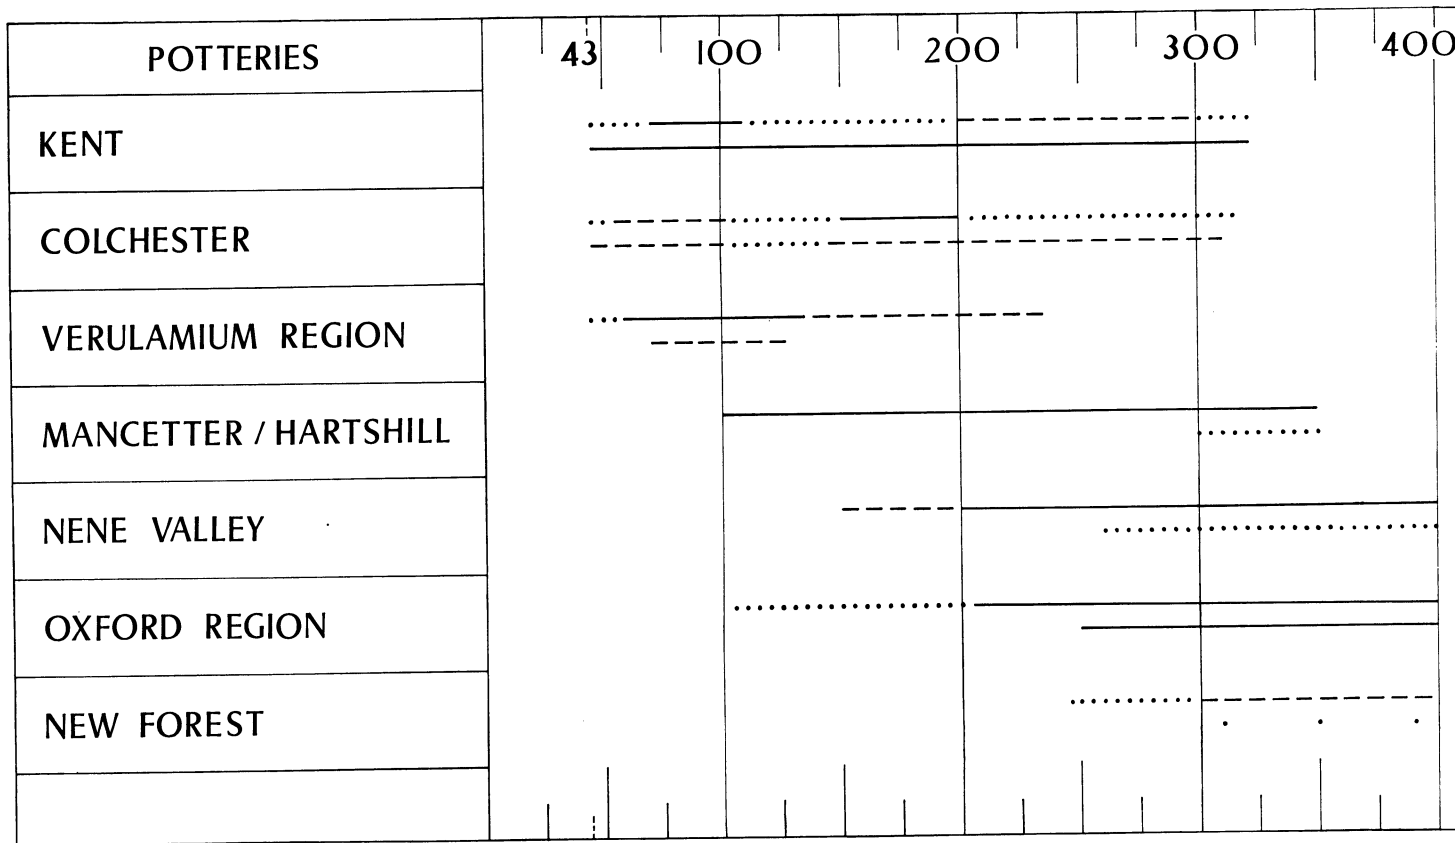 POTTERIES 43 100 200 300 400
KENT
COLCHESTER
VERULAMIUM REGION
MANCETTER / HARTSHILL
NENE VALLEY
OXFORD REGION
NEW FOREST